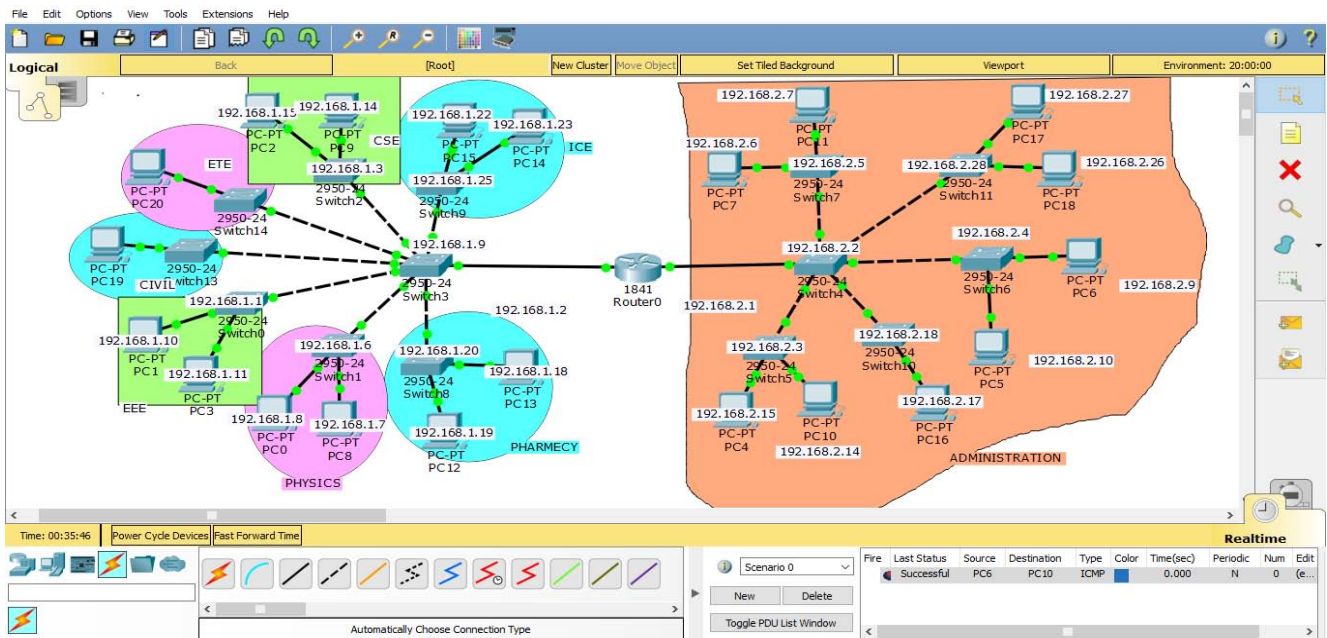 File Edit Options View Tools Extensions Help
Logical
Back
[Root]
New Cluster
Move Object
Set Tiled Background
Viewport
Environment: 20:00:00
192.168.1.15
PC-PT
PC2
192.168.1.14
PC-PT
PC9
CSE
192.168.1.3
2950-24
Switch2
192.168.1.22
PC-PT
PC15
192.168.1.23
PC-PT
PC14
ICE
192.168.1.25
2950-24
Switch9
ETE
PC-PT
PC20
2950-24
Switch14
PC-PT
PC19
2950-24
Switch13
CIVIL
192.168.1.9
2950-24
Switch3
192.168.1.1
2950-24
Switch0
192.168.1.10
PC-PT
PC1
192.168.1.11
PC-PT
PC3
EEE
192.168.1.6
2950-24
Switch1
192.168.1.8
PC-PT
PC0
192.168.1.7
PC-PT
PC8
PHYSICS
192.168.1.2
192.168.1.20
2950-24
Switch8
192.168.1.18
PC-PT
PC13
192.168.1.19
PC-PT
PC12
PHARMECY
1841
Router0
192.168.2.7
PC-PT
PC11
192.168.2.6
PC-PT
PC7
192.168.2.5
2950-24
Switch7
192.168.2.27
PC-PT
PC17
192.168.2.28
2950-24
Switch11
192.168.2.26
PC-PT
PC18
192.168.2.2
2950-24
Switch4
192.168.2.4
2950-24
Switch6
PC-PT
PC6
192.168.2.9
192.168.2.1
192.168.2.3
2950-24
Switch5
192.168.2.18
2950-24
Switch10
PC-PT
PC5
192.168.2.10
192.168.2.15
PC-PT
PC4
PC-PT
PC10
192.168.2.14
192.168.2.17
PC-PT
PC16
ADMINISTRATION
Time: 00:35:46
Power Cycle Devices
Fast Forward Time
Realtime
Automatically Choose Connection Type
Scenario 0
New
Delete
Toggle PDU List Window
Fire Last Status Source Destination Type Color Time(sec) Periodic Num Edit
Successful PC6 PC10 ICMP 0.000 N 0 (e...